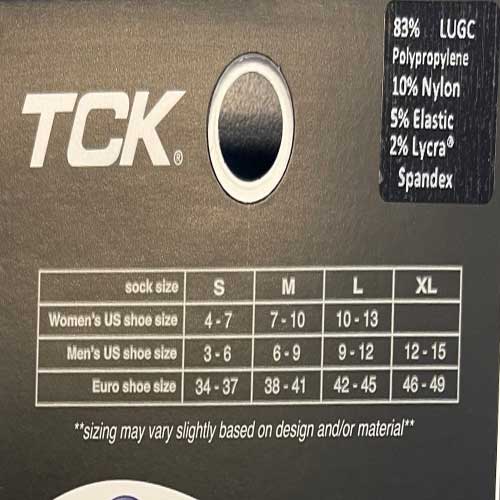 TCK®
83% LUGC
Polypropylene
10% Nylon
5% Elastic
2% Lycra®
Spandex
sock size S M L XL
Women's US shoe size 4 - 7 7 - 10 10 - 13
Men's US shoe size 3 - 6 6 - 9 9 - 12 12 - 15
Euro shoe size 34 - 37 38 - 41 42 - 45 46 - 49
**sizing may vary slightly based on design and/or material**